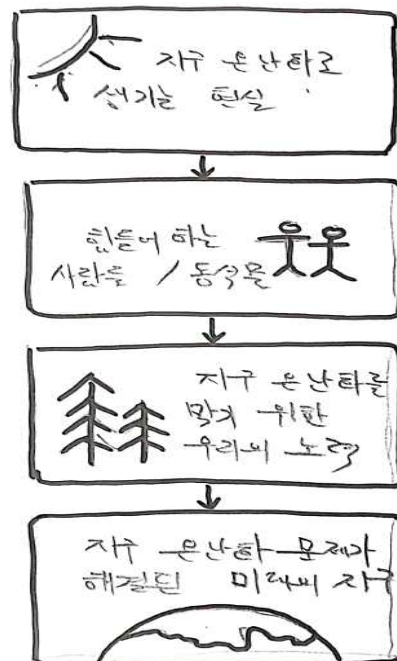 지구 온난화로
생기는 현실
힘들어 하는
사람들 / 동식물
지구 온난화를
막기 위한
우리의 노력
지구 온난화 문제가
해결된 미래의 지구